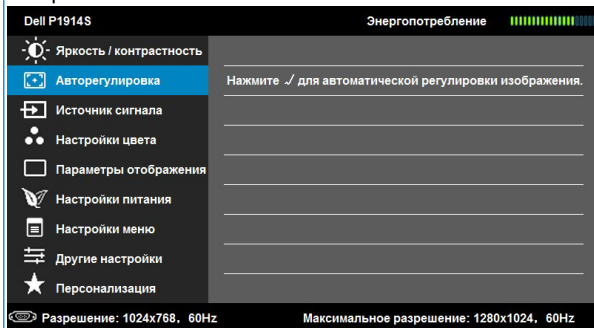 Dell P1914S Энергопотребление
Яркость / контрастность
Авторегулировка Нажмите ✓ для автоматической регулировки изображения.
Источник сигнала
Настройки цвета
Параметры отображения
Настройки питания
Настройки меню
Другие настройки
Персонализация
Разрешение: 1024x768, 60Hz Максимальное разрешение: 1280x1024, 60Hz